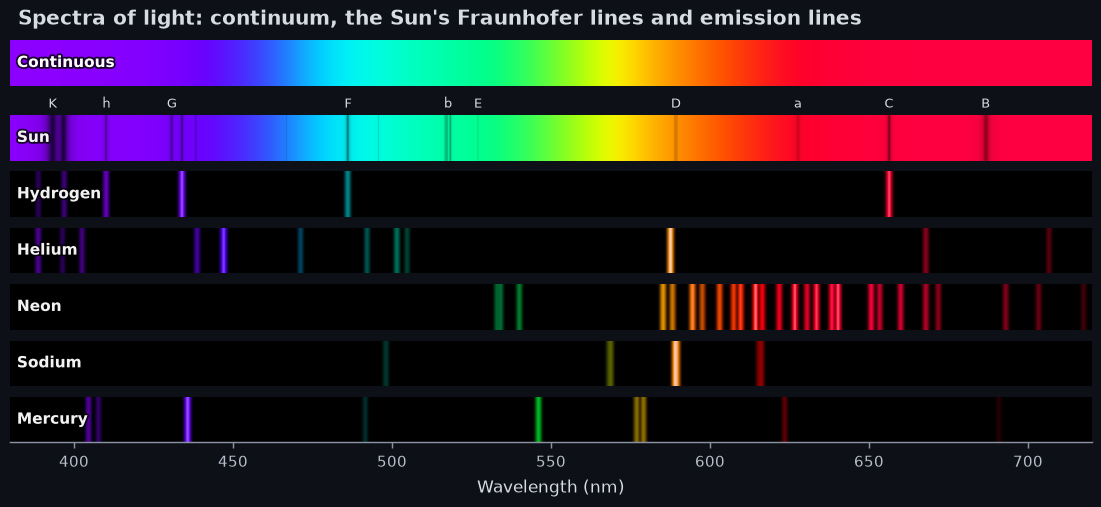 Spectra of light: continuum, the Sun's Fraunhofer lines and emission lines
Continuous
K h G F b E D a C B
Sun
Hydrogen
Helium
Neon
Sodium
Mercury
400 450 500 550 600 650 700
Wavelength (nm)